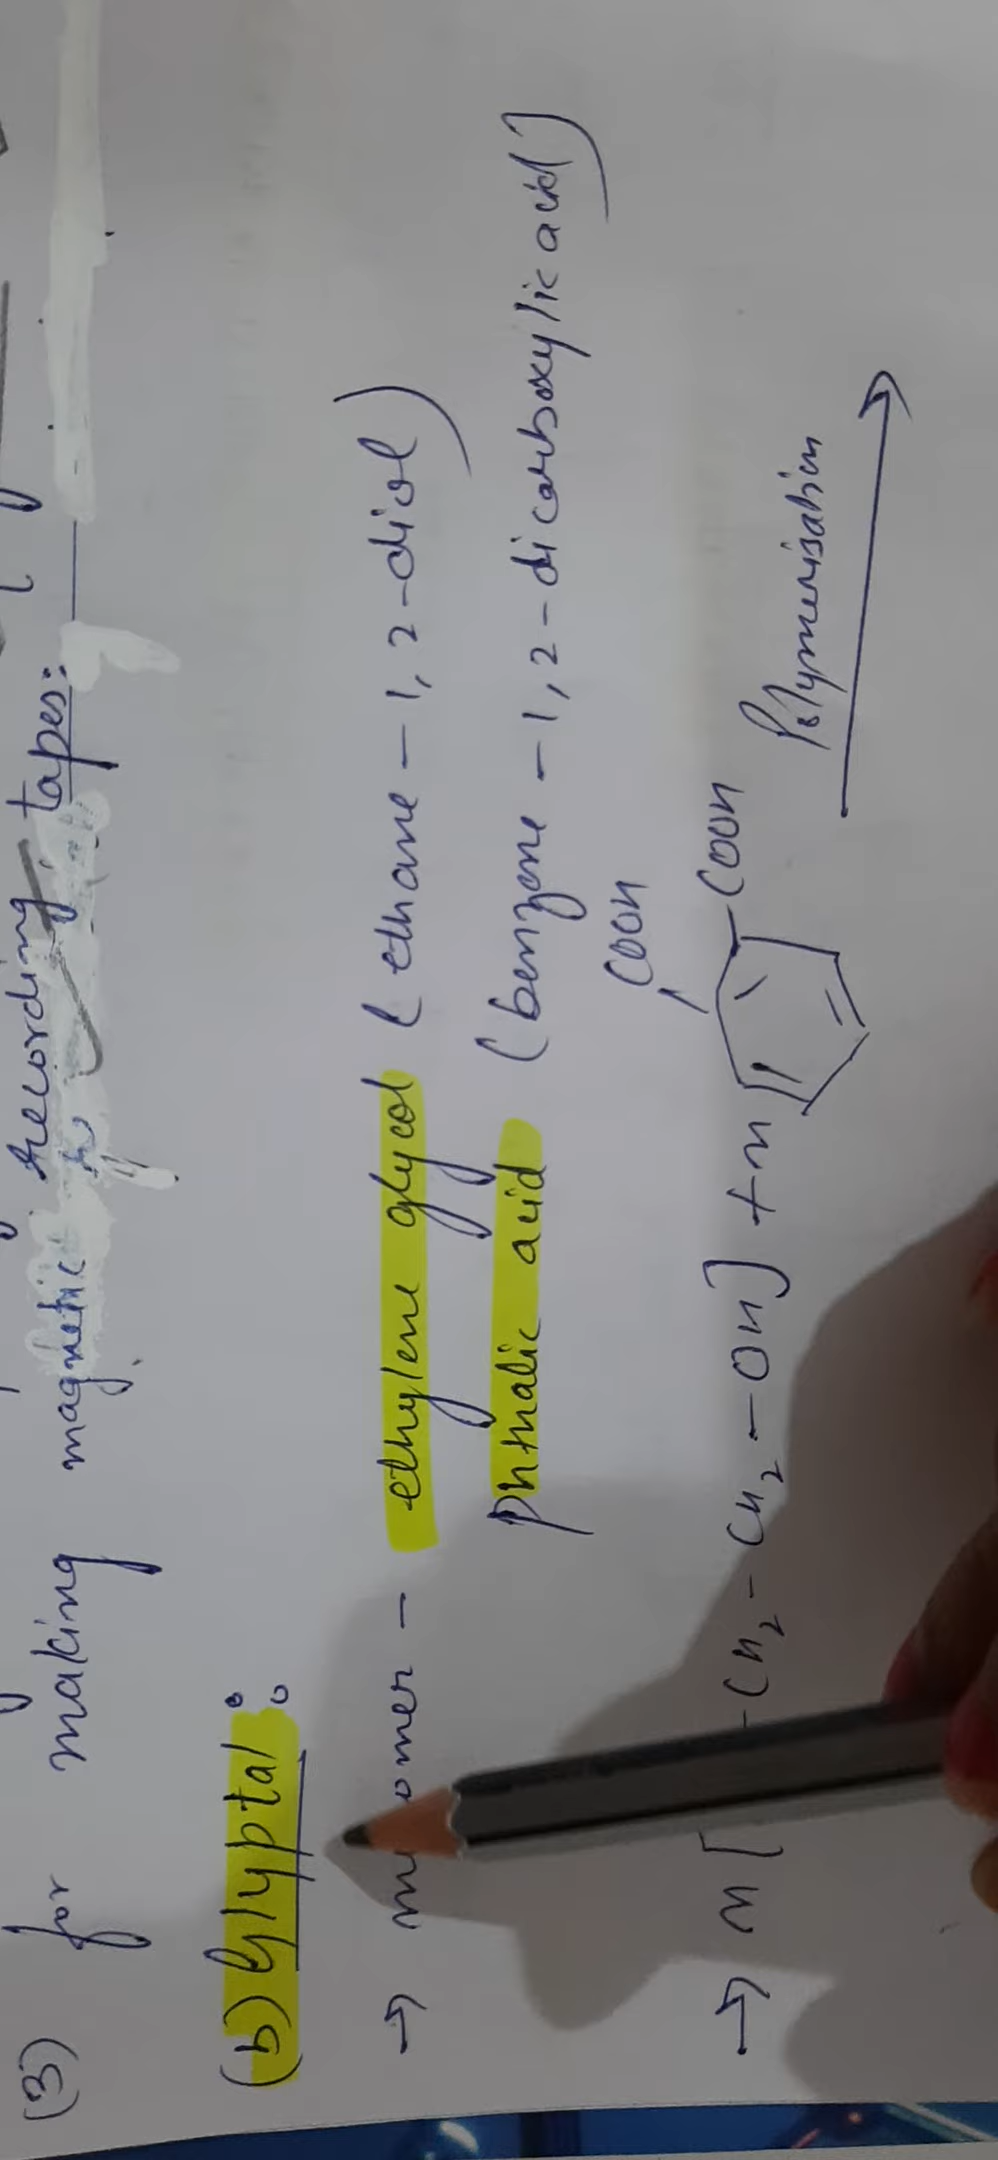 (3) for making magnetic recording tapes:
(b) Glyptal :
→ monomer - ethylene glycol (ethane-1,2-diol)
phthalic acid (benzene-1,2-dicarboxylic acid)
COOH
→ n[ -CH2-CH2-OH] + n COOH Polymerisation